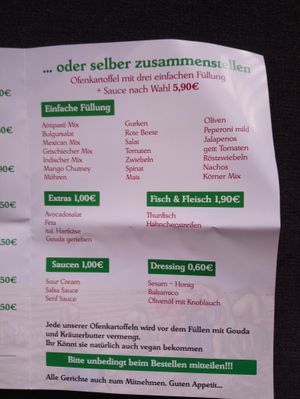 ... oder selber zusammenstellen
Ofenkartoffel mit drei einfachen Füllung
+ Sauce nach Wahl 5,90€
Einfache Füllung
Antipasti Mix
Bulgursalat
Mexican Mix
Griechischer Mix
Indischer Mix
Mango Chutney
Möhren
Gurken
Rote Beese
Salat
Tomaten
Zwiebeln
Spinat
Mais
Oliven
Peperoni mild
Jalapenos
getr. Tomaten
Röstzwiebeln
Nachos
Körner Mix
Extras 1,00€
Avocadosalat
Feta
ital. Hartkäse
Gouda gerieben
Fisch & Fleisch 1,90€
Thunfisch
Hähnchenstreifen
Saucen 1,00€
Sour Cream
Salsa Sauce
Senf Sauce
Dressing 0,60€
Sesam - Honig
Balsamico
Olivenöl mit Knoblauch
Jede unserer Ofenkartoffeln wird vor dem Füllen mit Gouda
und Kräuterbutter vermengt.
Ihr Könnt sie natürlich auch vegan bekommen
Bitte unbedingt beim Bestellen mitteilen!!!
Alle Gerichte auch zum Mitnehmen. Guten Appetit...